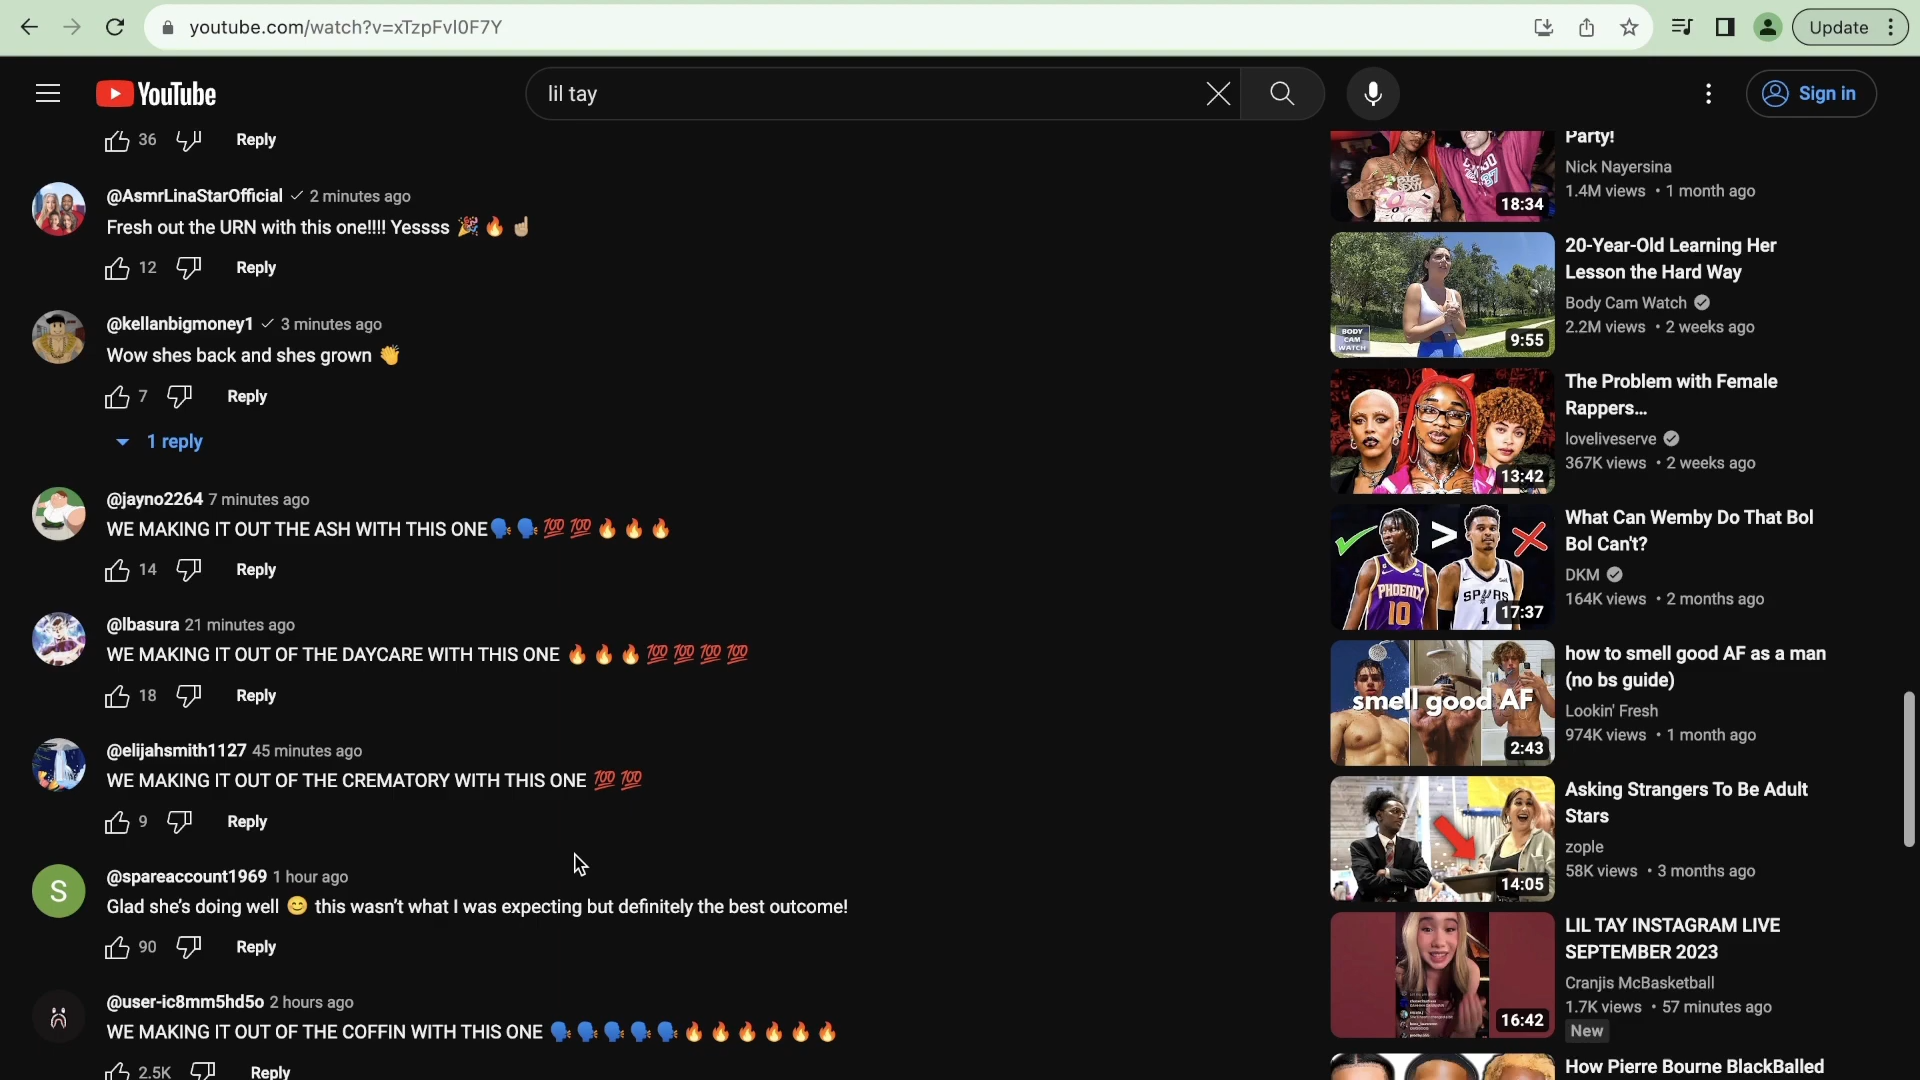 youtube.com/watch?v=xTzpFvl0F7Y
Update
YouTube
lil tay
Sign in
36
Reply
@AsmrLinaStarOfficial ✓ 2 minutes ago
Fresh out the URN with this one!!!! Yessss 🎉 🔥 ☝🏼
12
Reply
@kellanbigmoney1 ✓ 3 minutes ago
Wow shes back and shes grown 👏
7
Reply
1 reply
@jayno2264 7 minutes ago
WE MAKING IT OUT THE ASH WITH THIS ONE🗣️🗣️💯💯🔥🔥🔥
14
Reply
@lbasura 21 minutes ago
WE MAKING IT OUT OF THE DAYCARE WITH THIS ONE 🔥🔥🔥💯💯💯💯
18
Reply
@elijahsmith1127 45 minutes ago
WE MAKING IT OUT OF THE CREMATORY WITH THIS ONE 💯💯
9
Reply
S
@spareaccount1969 1 hour ago
Glad she's doing well 😊 this wasn't what I was expecting but definitely the best outcome!
90
Reply
@user-ic8mm5hd5o 2 hours ago
WE MAKING IT OUT OF THE COFFIN WITH THIS ONE 🗣️🗣️🗣️🗣️🗣️🔥🔥🔥🔥🔥🔥
2.5K
Reply
18:34
Party!
Nick Nayersina
1.4M views • 1 month ago
BODY
CAM
WATCH
9:55
20-Year-Old Learning Her
Lesson the Hard Way
Body Cam Watch
2.2M views • 2 weeks ago
13:42
The Problem with Female
Rappers...
loveliveserve
367K views • 2 weeks ago
>
PHOENIX
10
SPURS
1
17:37
What Can Wemby Do That Bol
Bol Can't?
DKM
164K views • 2 months ago
smell good AF
2:43
how to smell good AF as a man
(no bs guide)
Lookin' Fresh
974K views • 1 month ago
14:05
Asking Strangers To Be Adult
Stars
zople
58K views • 3 months ago
16:42
LIL TAY INSTAGRAM LIVE
SEPTEMBER 2023
Cranjis McBasketball
1.7K views • 57 minutes ago
New
How Pierre Bourne BlackBalled